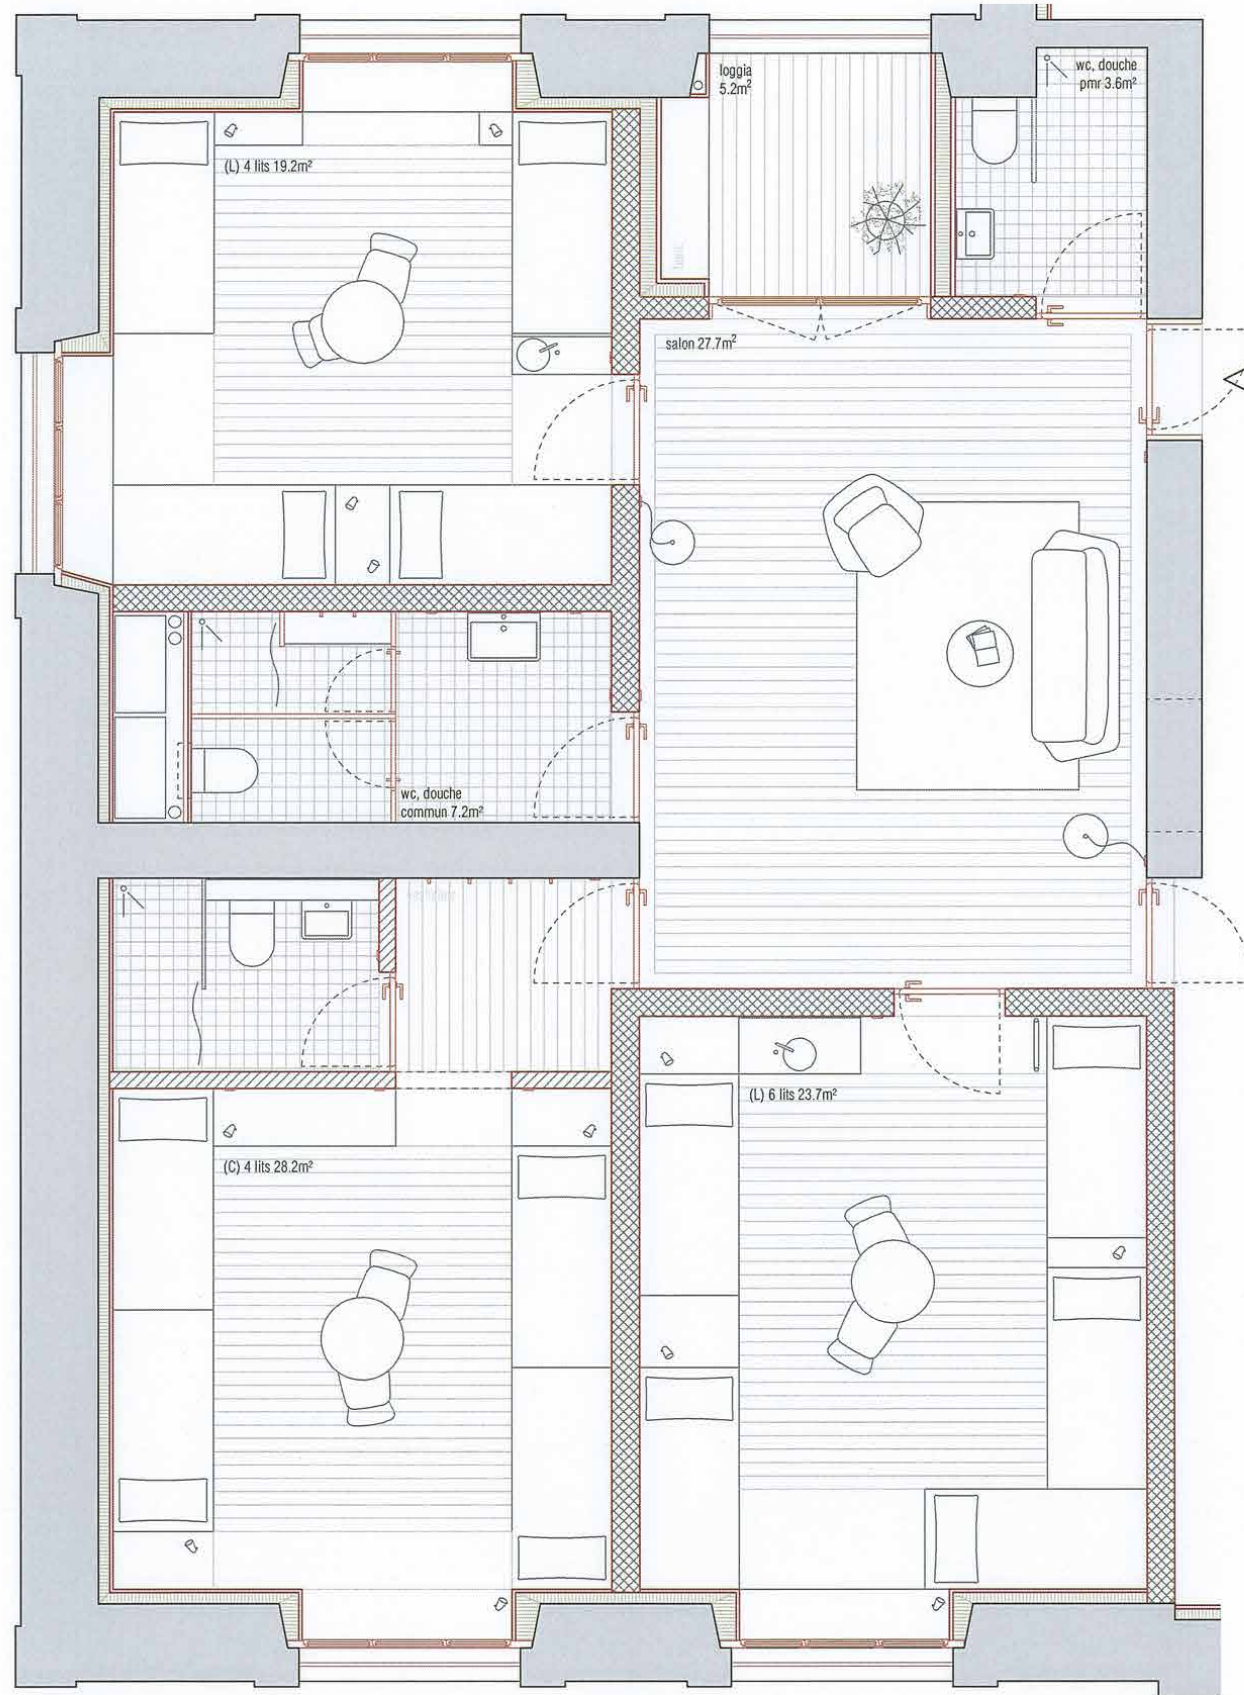 loggia
5.2m²
wc, douche
pmr 3.6m²
(L) 4 lits 19.2m²
salon 27.7m²
wc, douche
commun 7.2m²
(C) 4 lits 28.2m²
(L) 6 lits 23.7m²